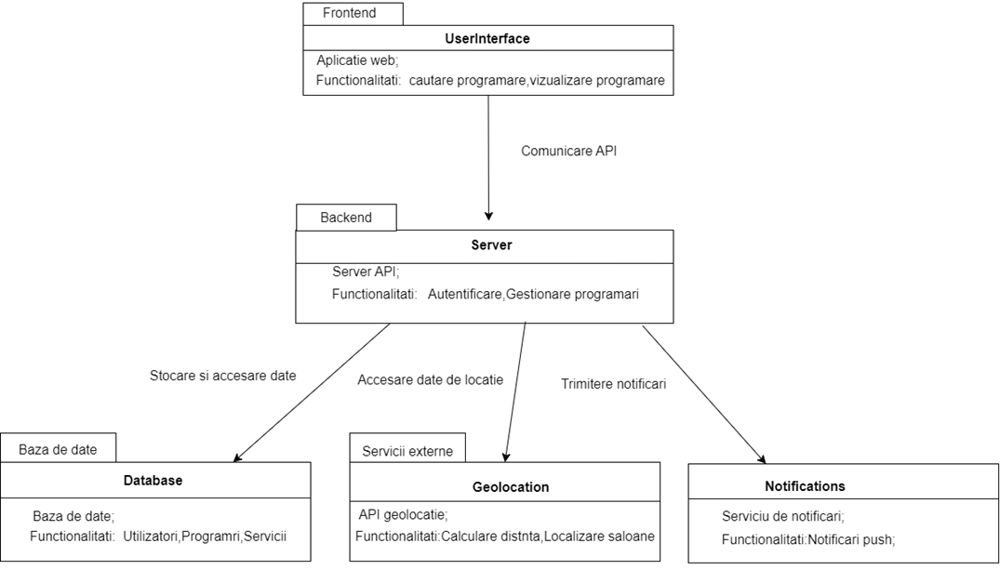 Frontend
UserInterface
Aplicatie web;
Functionalitati: cautare programare,vizualizare programare
Comunicare API
Backend
Server
Server API;
Functionalitati: Autentificare,Gestionare programari
Stocare si accesare date
Accesare date de locatie
Trimitere notificari
Baza de date
Database
Baza de date;
Functionalitati: Utilizatori,Programri,Servicii
Servicii externe
Geolocation
API geolocatie;
Functionalitati:Calculare distnta,Localizare saloane
Notifications
Serviciu de notificari;
Functionalitati:Notificari push;